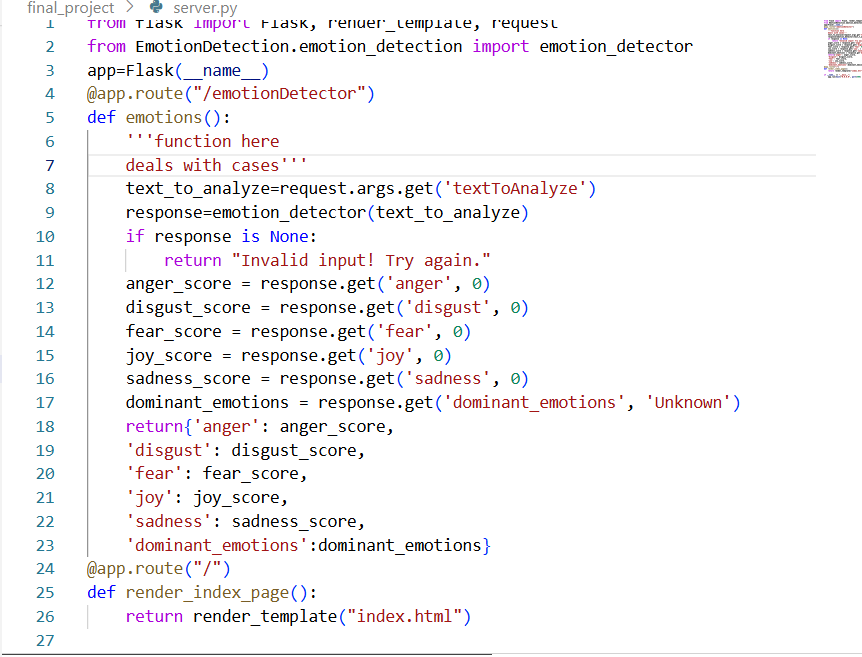 final_project > server.py
1 from flask import Flask, render_template, request
2 from EmotionDetection.emotion_detection import emotion_detector
3 app=Flask(__name__)
4 @app.route("/emotionDetector")
5 def emotions():
6     '''function here
7     deals with cases'''
8     text_to_analyze=request.args.get('textToAnalyze')
9     response=emotion_detector(text_to_analyze)
10     if response is None:
11         return "Invalid input! Try again."
12     anger_score = response.get('anger', 0)
13     disgust_score = response.get('disgust', 0)
14     fear_score = response.get('fear', 0)
15     joy_score = response.get('joy', 0)
16     sadness_score = response.get('sadness', 0)
17     dominant_emotions = response.get('dominant_emotions', 'Unknown')
18     return{'anger': anger_score,
19     'disgust': disgust_score,
20     'fear': fear_score,
21     'joy': joy_score,
22     'sadness': sadness_score,
23     'dominant_emotions':dominant_emotions}
24 @app.route("/")
25 def render_index_page():
26     return render_template("index.html")
27